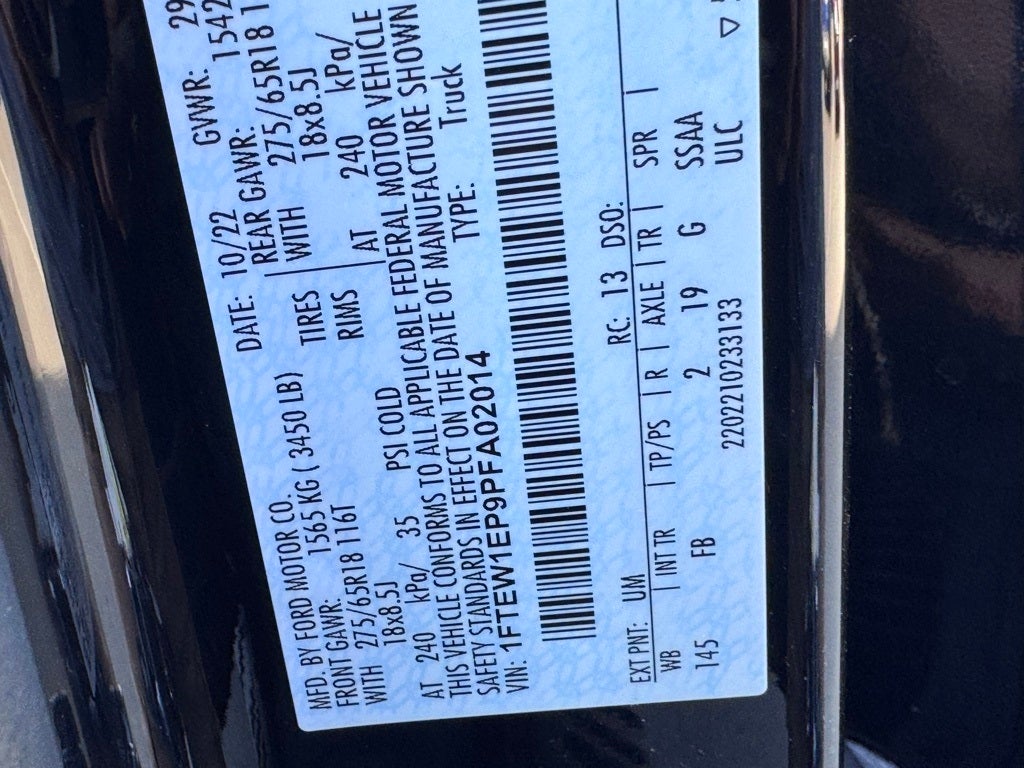 MFD. BY FORD MOTOR CO.
DATE: 10/22 GVWR: 29
FRONT GAWR: 1565 KG ( 3450 LB) REAR GAWR: 1542
WITH 275/65R18 116T TIRES WITH 275/65R18 1
18x8.5J RIMS 18x8.5J
AT 240 kPa/ 35 PSI COLD AT 240 kPa/
THIS VEHICLE CONFORMS TO ALL APPLICABLE FEDERAL MOTOR VEHICLE
SAFETY STANDARDS IN EFFECT ON THE DATE OF MANUFACTURE SHOWN
VIN: 1FTEW1EP9PFA02014 TYPE: Truck
EXT PNT: UM RC: 13 DSO:
WB | INT TR | TP/PS | R | AXLE | TR | SPR |
145 FB 2 19 G SSAA
2202210233133 ULC